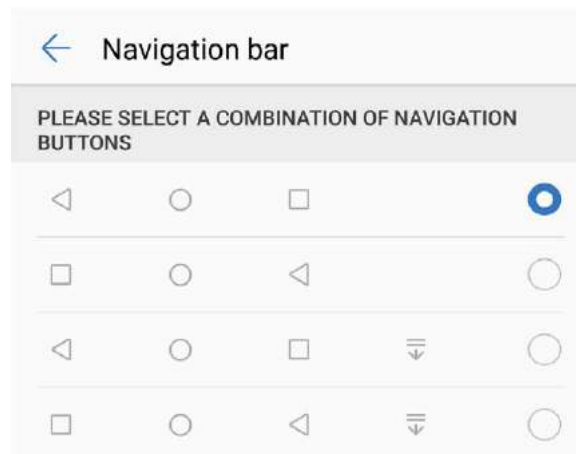 Navigation bar
PLEASE SELECT A COMBINATION OF NAVIGATION
BUTTONS